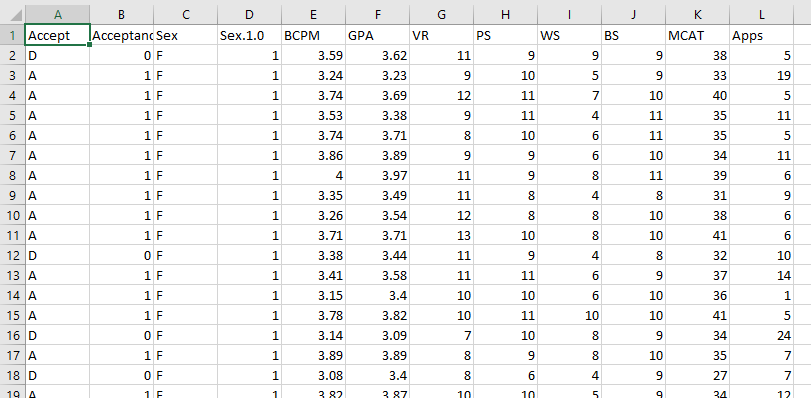 A B C D E F G H I J K L
1 Accept Acceptanc Sex Sex.1.0 BCPM GPA VR PS WS BS MCAT Apps
2 D 0 F 1 3.59 3.62 11 9 9 9 38 5
3 A 1 F 1 3.24 3.23 9 10 5 9 33 19
4 A 1 F 1 3.74 3.69 12 11 7 10 40 5
5 A 1 F 1 3.53 3.38 9 11 4 11 35 11
6 A 1 F 1 3.74 3.71 8 10 6 11 35 5
7 A 1 F 1 3.86 3.89 9 9 6 10 34 11
8 A 1 F 1 4 3.97 11 9 8 11 39 6
9 A 1 F 1 3.35 3.49 11 8 4 8 31 9
10 A 1 F 1 3.26 3.54 12 8 8 10 38 6
11 A 1 F 1 3.71 3.71 13 10 8 10 41 6
12 D 0 F 1 3.38 3.44 11 9 4 8 32 10
13 A 1 F 1 3.41 3.58 11 11 6 9 37 14
14 A 1 F 1 3.15 3.4 10 10 6 10 36 1
15 A 1 F 1 3.78 3.82 10 11 10 10 41 5
16 D 0 F 1 3.14 3.09 7 10 8 9 34 24
17 A 1 F 1 3.89 3.89 8 9 8 10 35 7
18 D 0 F 1 3.08 3.4 8 6 4 9 27 7
19 A 1 F 1 3.82 3.87 10 10 5 9 34 12